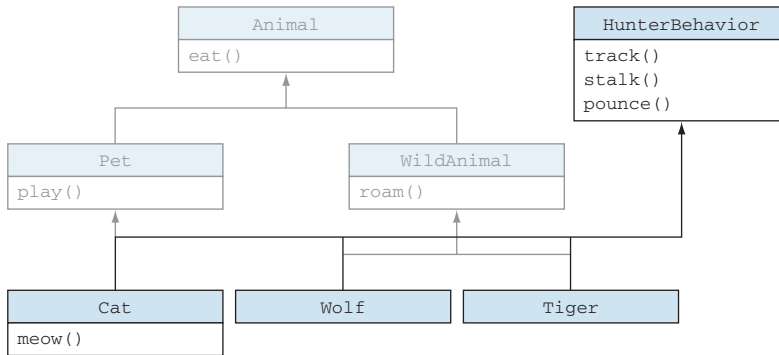 Animal
eat()
HunterBehavior
track()
stalk()
pounce()
Pet
play()
WildAnimal
roam()
Cat
meow()
Wolf
Tiger